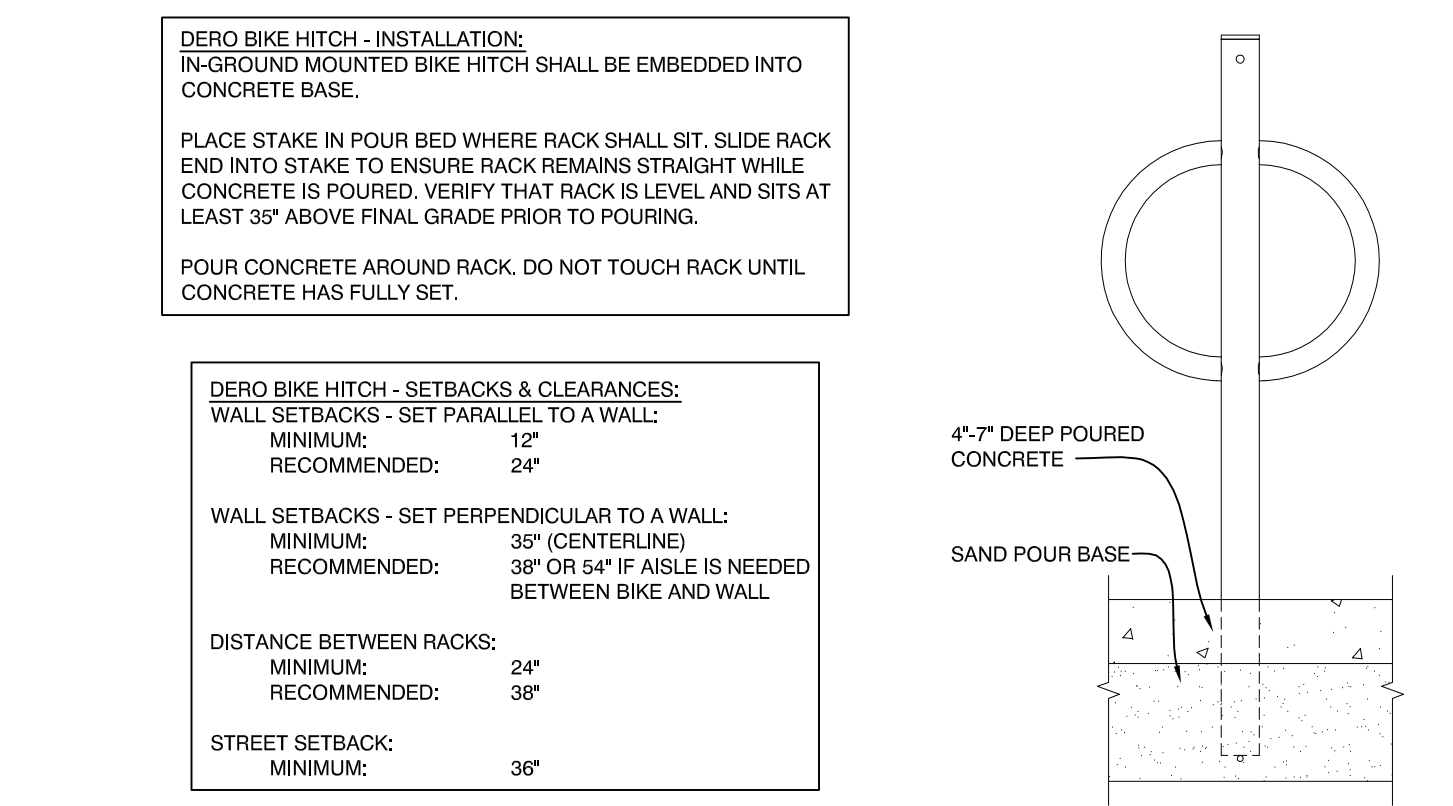 DERO BIKE HITCH - INSTALLATION:
IN-GROUND MOUNTED BIKE HITCH SHALL BE EMBEDDED INTO
CONCRETE BASE.
PLACE STAKE IN POUR BED WHERE RACK SHALL SIT. SLIDE RACK
END INTO STAKE TO ENSURE RACK REMAINS STRAIGHT WHILE
CONCRETE IS POURED. VERIFY THAT RACK IS LEVEL AND SITS AT
LEAST 35" ABOVE FINAL GRADE PRIOR TO POURING.
POUR CONCRETE AROUND RACK. DO NOT TOUCH RACK UNTIL
CONCRETE HAS FULLY SET.
DERO BIKE HITCH - SETBACKS & CLEARANCES:
WALL SETBACKS - SET PARALLEL TO A WALL:
MINIMUM: 12"
RECOMMENDED: 24"
WALL SETBACKS - SET PERPENDICULAR TO A WALL:
MINIMUM: 35" (CENTERLINE)
RECOMMENDED: 38" OR 54" IF AISLE IS NEEDED
BETWEEN BIKE AND WALL
DISTANCE BETWEEN RACKS:
MINIMUM: 24"
RECOMMENDED: 38"
STREET SETBACK:
MINIMUM: 36"
4"-7" DEEP POURED
CONCRETE
SAND POUR BASE